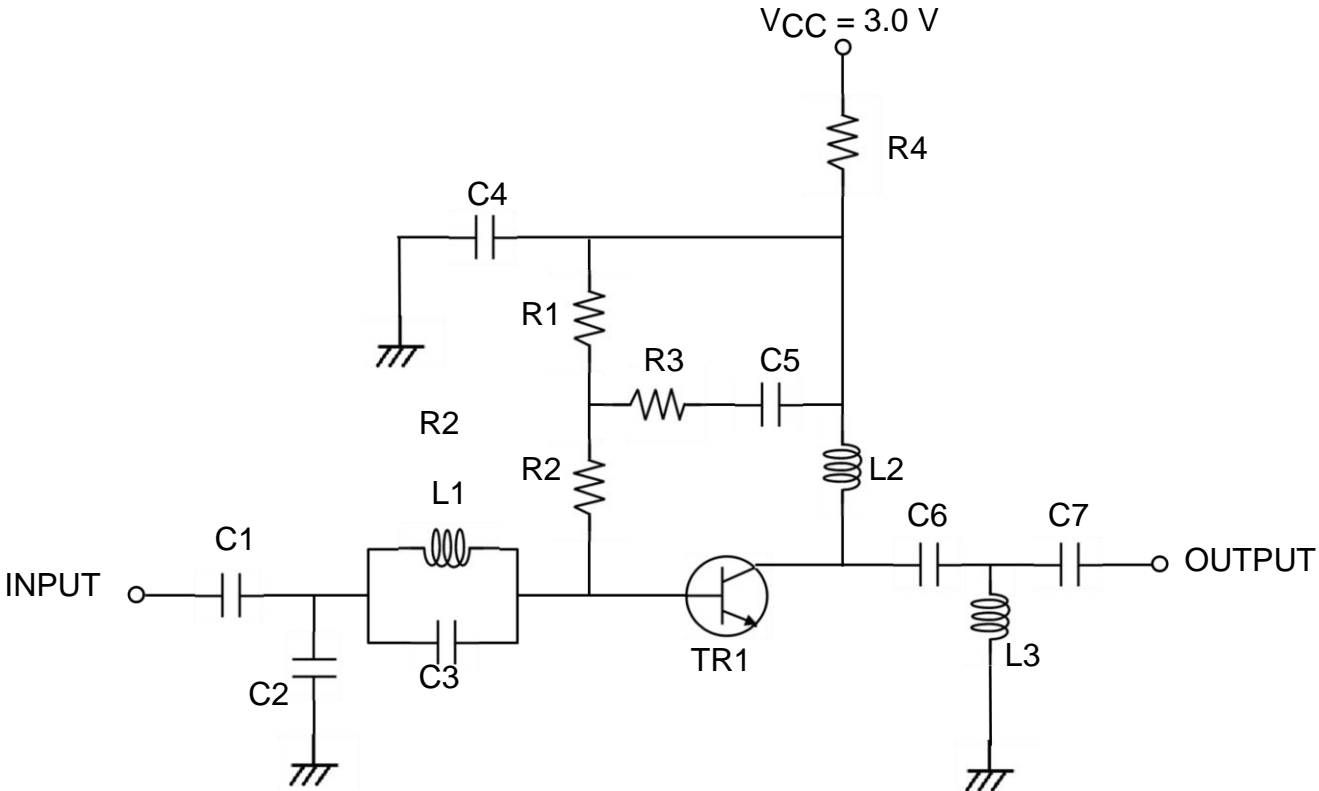 VCC = 3.0 V
R4
C4
R1
R3
C5
R2
R2
L2
L1
C6
C7
C1
OUTPUT
INPUT
TR1
L3
C3
C2